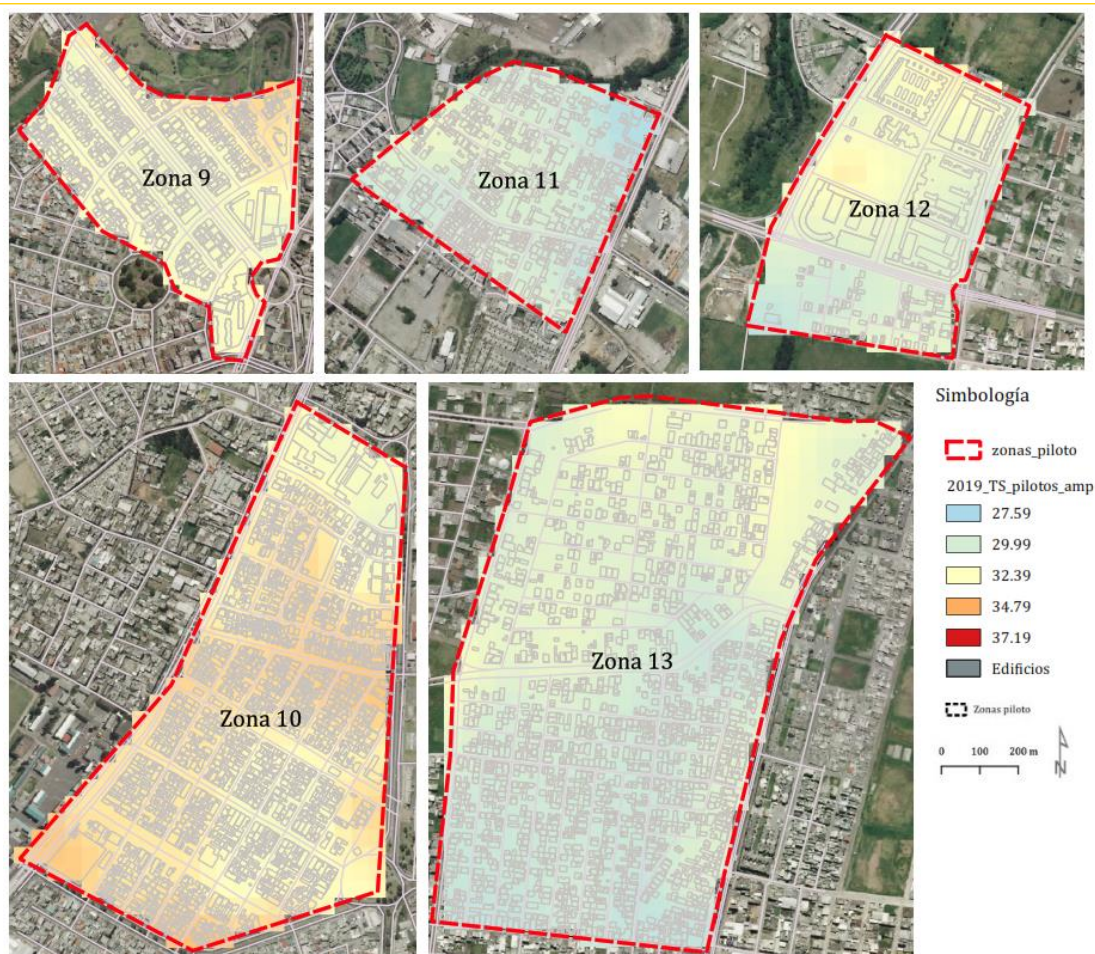 Zona 9
Zona 11
Zona 12
Zona 10
Zona 13
Simbología
zonas_piloto
2019_TS_pilotos_amp
27.59
29.99
32.39
34.79
37.19
Edificios
Zonas piloto
0 100 200 m
N